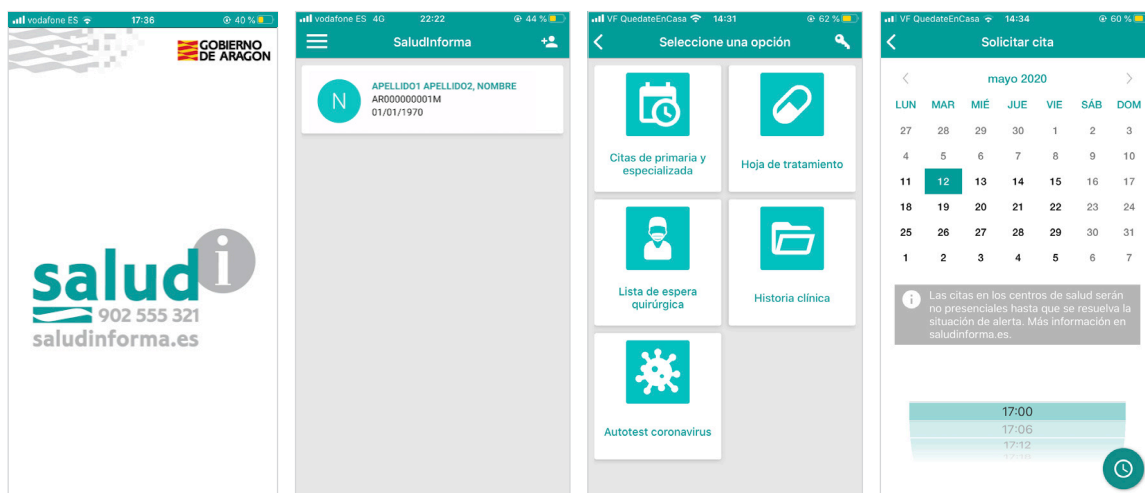 vodafone ES 17:36 40 %
GOBIERNO
DE ARAGON
salud i
902 555 321
saludinforma.es
vodafone ES 4G 22:22 44 %
SaludInforma
N
APELLIDO1 APELLIDO2, NOMBRE
AR000000001M
01/01/1970
VF QuedateEnCasa 14:31 62 %
Seleccione una opción
Citas de primaria y
especializada
Hoja de tratamiento
Lista de espera
quirúrgica
Historia clínica
Autotest coronavirus
VF QuedateEnCasa 14:34 60 %
Solicitar cita
mayo 2020
LUN MAR MIÉ JUE VIE SÁB DOM
27 28 29 30 1 2 3
4 5 6 7 8 9 10
11 12 13 14 15 16 17
18 19 20 21 22 23 24
25 26 27 28 29 30 31
1 2 3 4 5 6 7
i Las citas en los centros de salud serán
no presenciales hasta que se resuelva la
situación de alerta. Más información en
saludinforma.es.
17:00
17:06
17:12
17:18